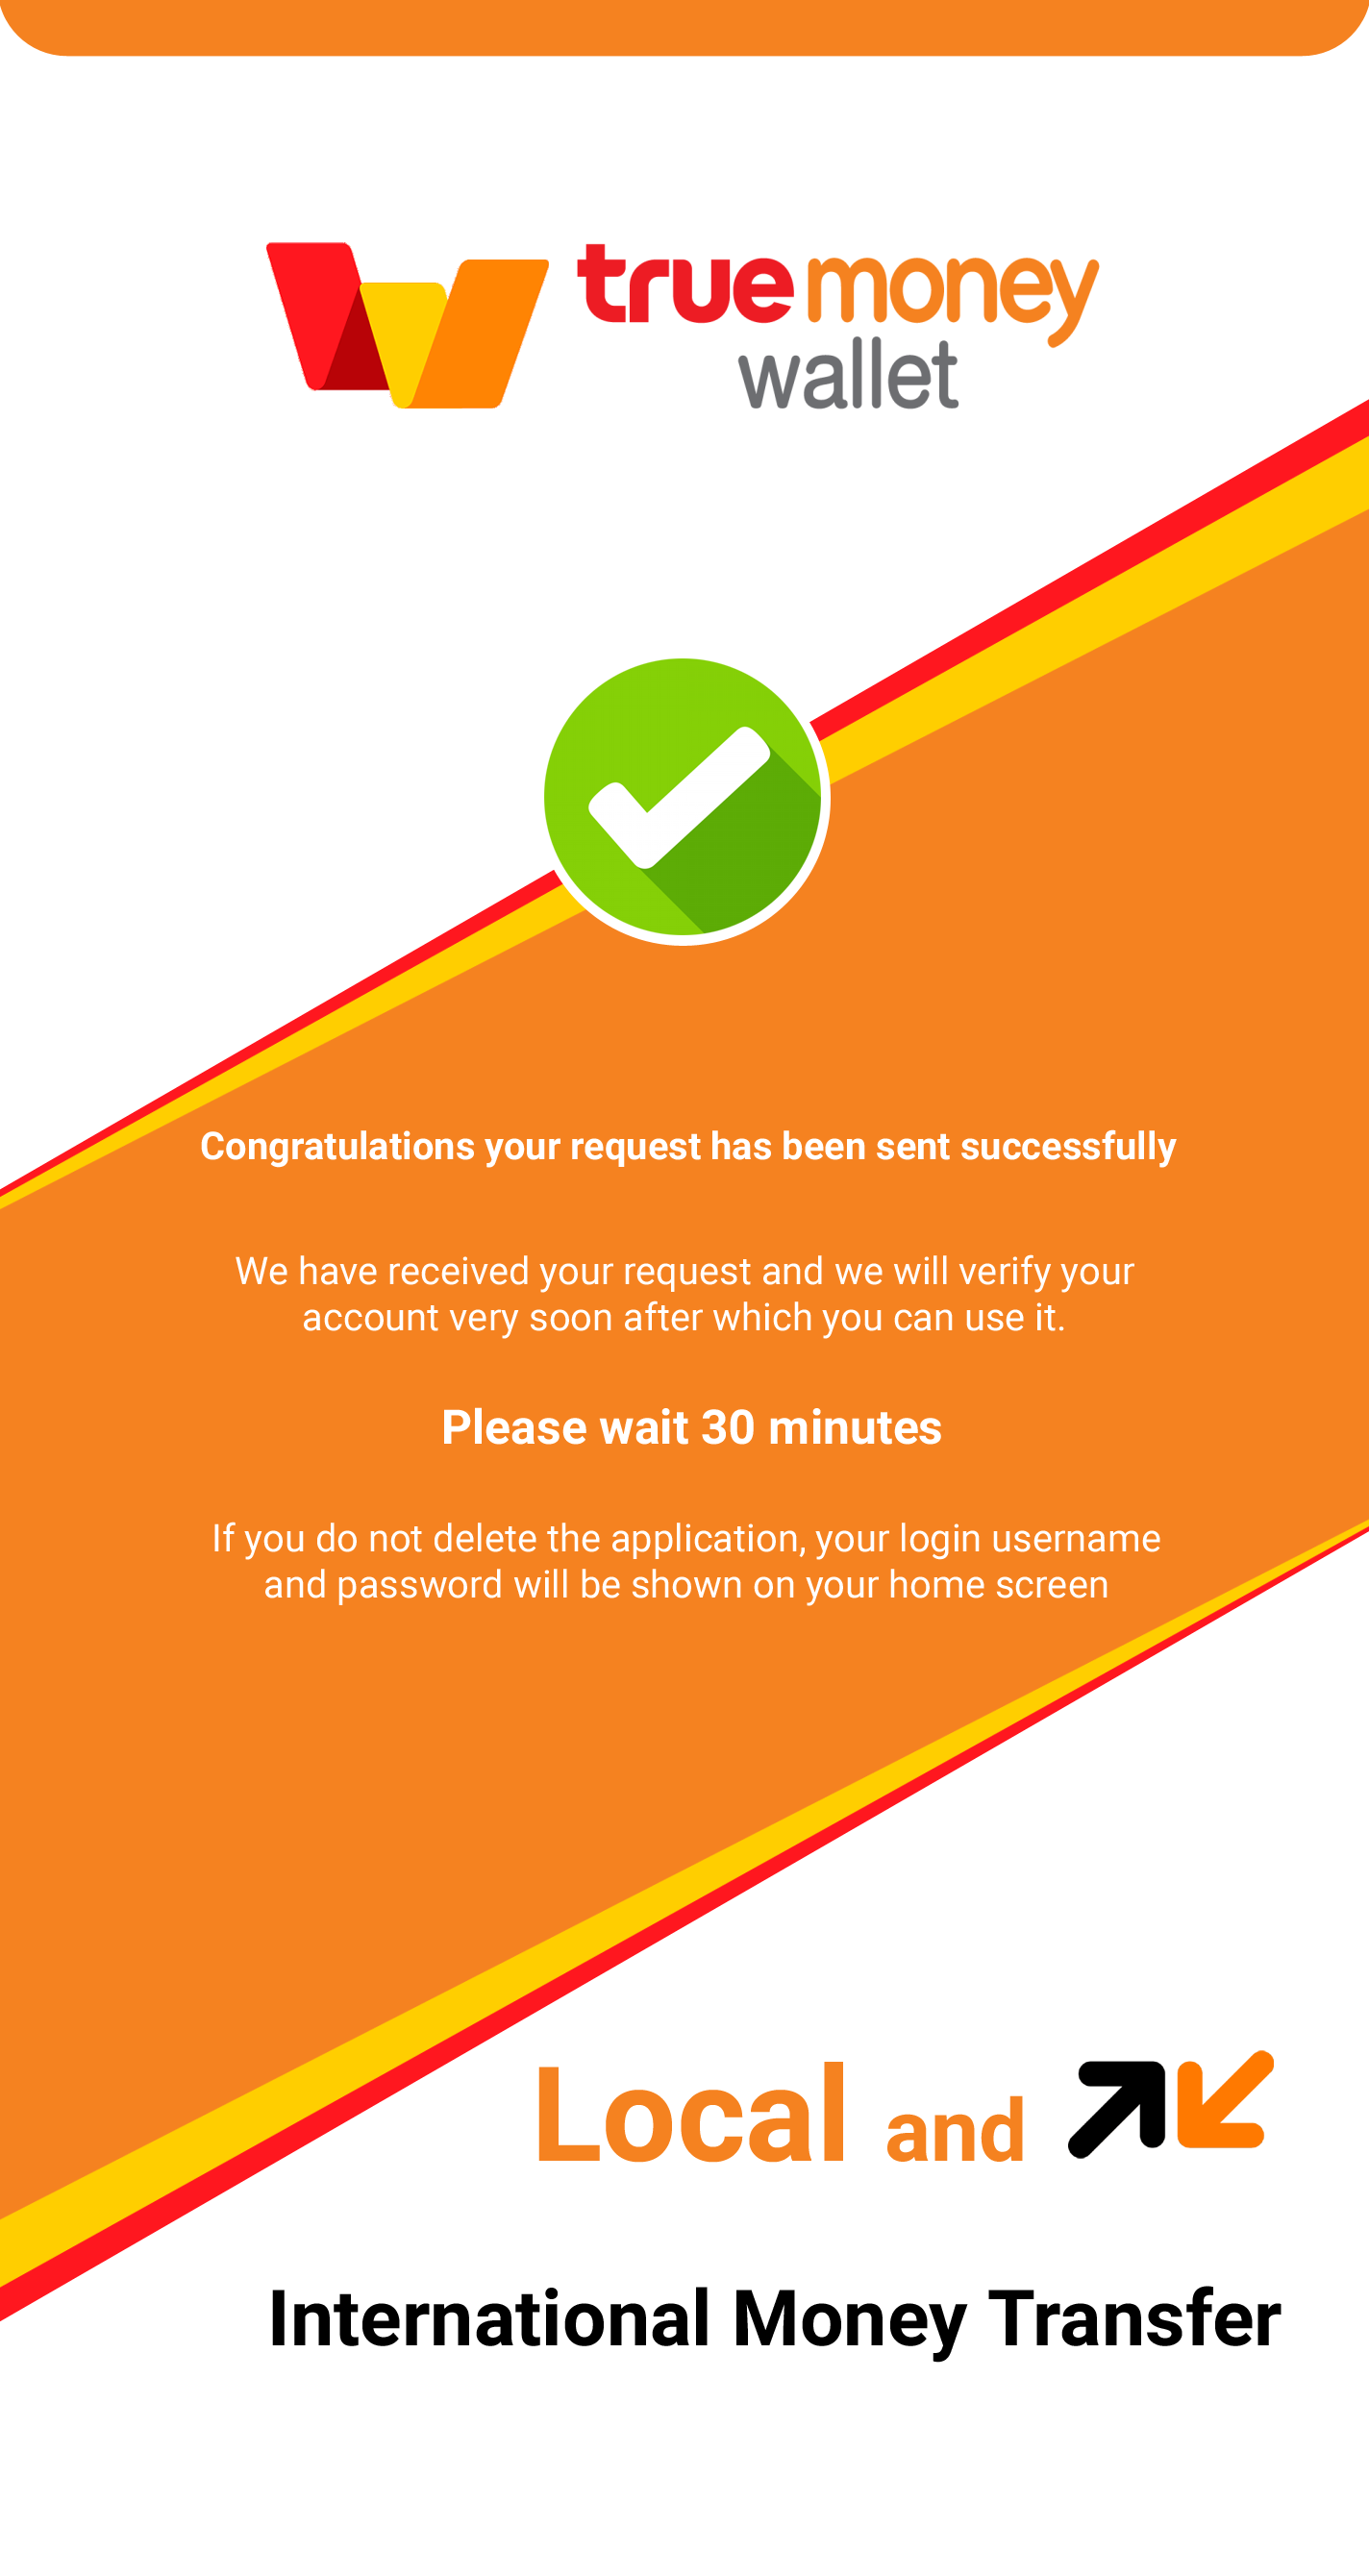 truemoney
wallet
Congratulations your request has been sent successfully
We have received your request and we will verify your
account very soon after which you can use it.
Please wait 30 minutes
If you do not delete the application, your login username
and password will be shown on your home screen
Local and
International Money Transfer